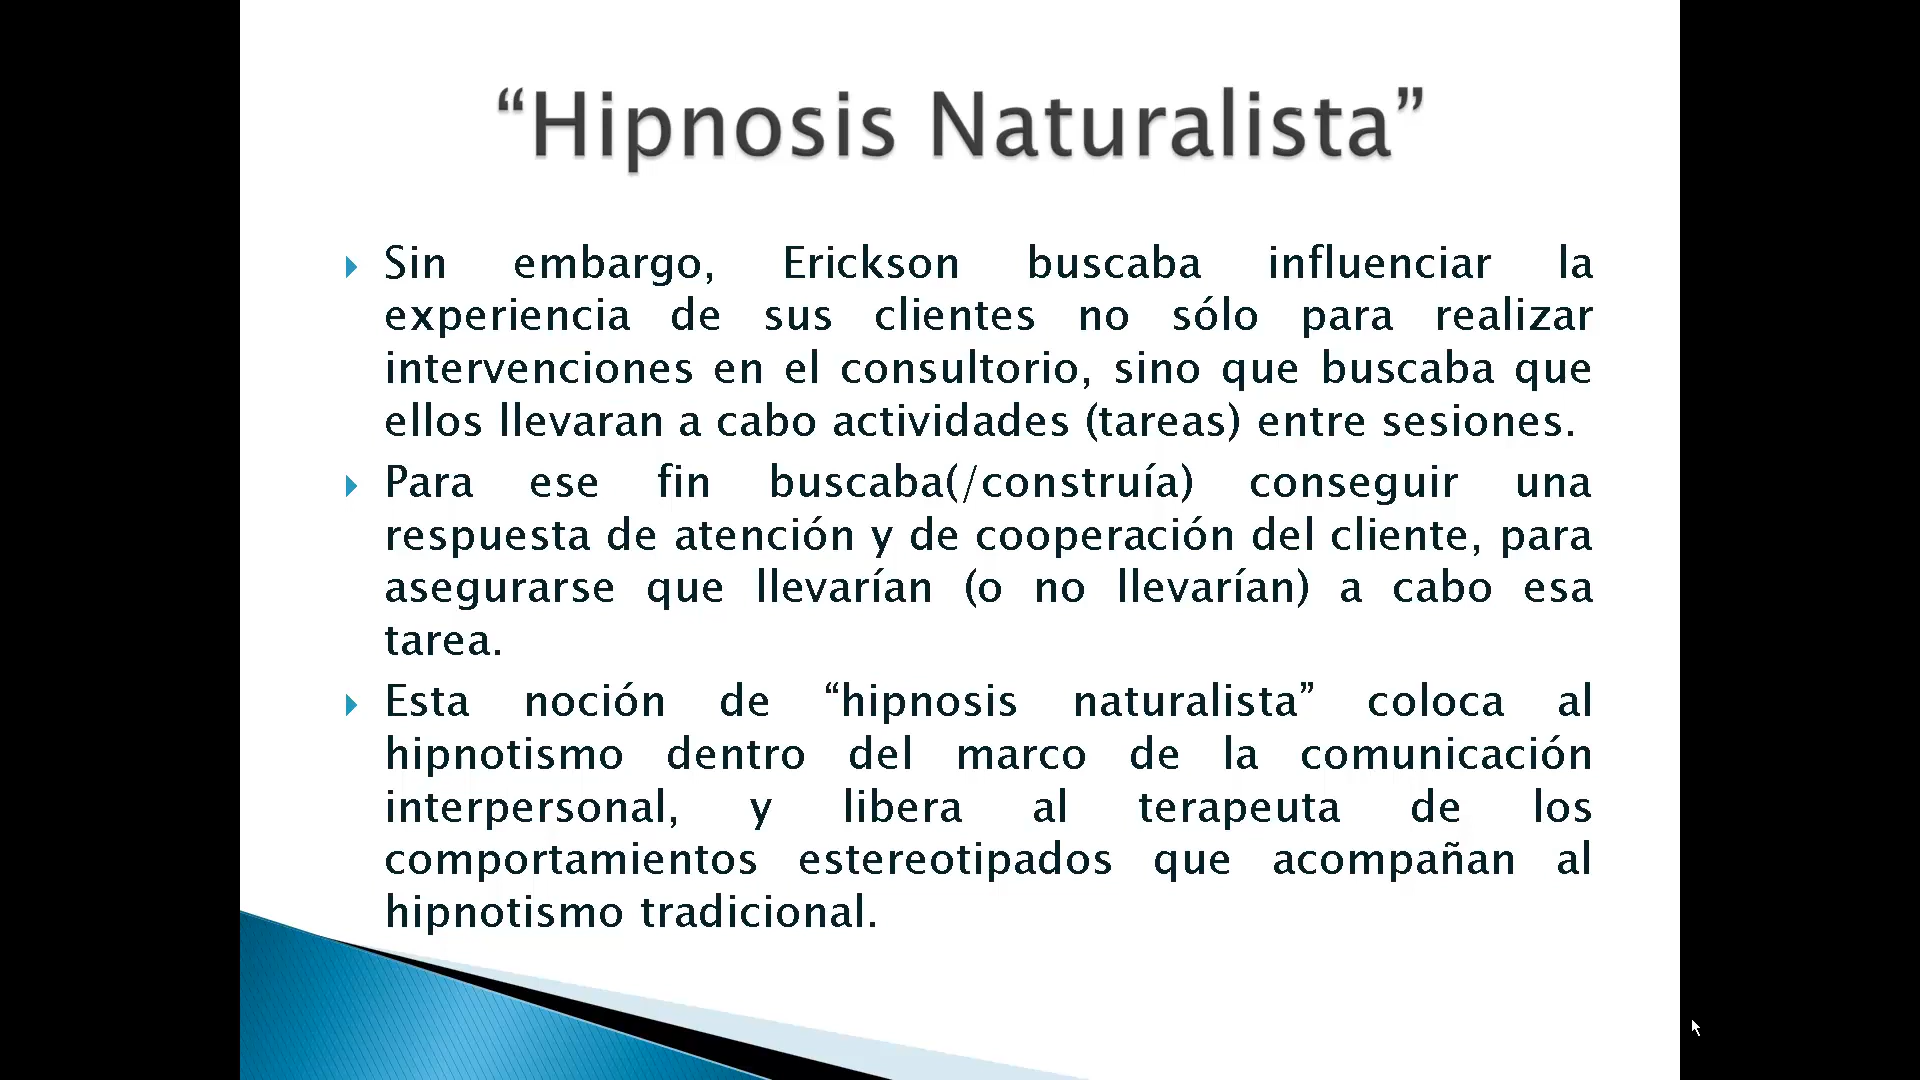 “Hipnosis Naturalista”
Sin embargo, Erickson buscaba influenciar la
experiencia de sus clientes no sólo para realizar
intervenciones en el consultorio, sino que buscaba que
ellos llevaran a cabo actividades (tareas) entre sesiones.
Para ese fin buscaba(/construía) conseguir una
respuesta de atención y de cooperación del cliente, para
asegurarse que llevarían (o no llevarían) a cabo esa
tarea.
Esta noción de “hipnosis naturalista” coloca al
hipnotismo dentro del marco de la comunicación
interpersonal, y libera al terapeuta de los
comportamientos estereotipados que acompañan al
hipnotismo tradicional.